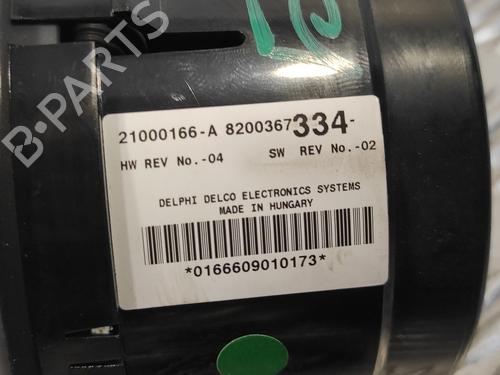 21000166-A 8200367334-
HW REV No.-04 SW REV No.-02
DELPHI DELCO ELECTRONICS SYSTEMS
MADE IN HUNGARY
*0166609010173*
B-PARTS